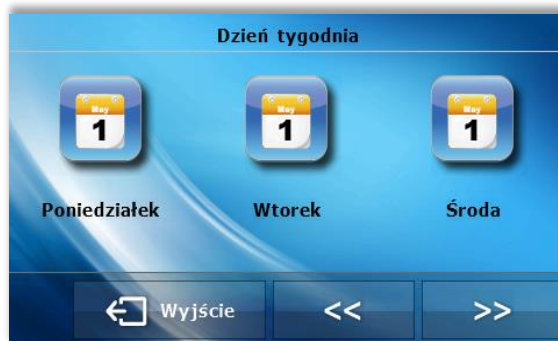 Dzień tygodnia
May May May
1 1 1
Poniedziałek Wtorek Środa
Wyjście << >>